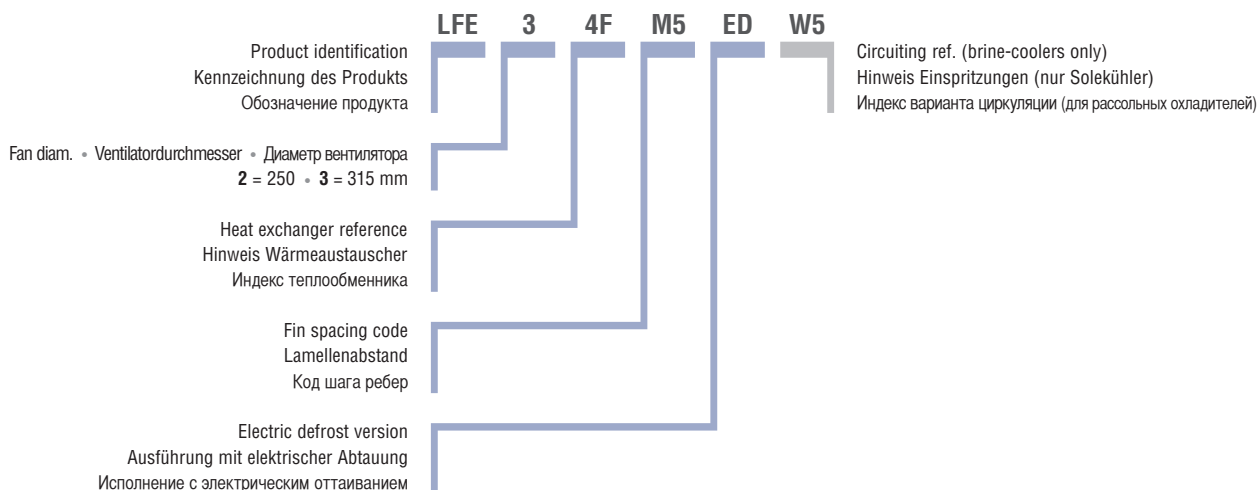 LFE 3 4F M5 ED W5
Product identification
Kennzeichnung des Produkts
Обозначение продукта
Circuiting ref. (brine-coolers only)
Hinweis Einspritzungen (nur Solekühler)
Индекс варианта циркуляции (для рассольных охладителей)
Fan diam. • Ventilatordurchmesser • Диаметр вентилятора
2 = 250 • 3 = 315 mm
Heat exchanger reference
Hinweis Wärmeaustauscher
Индекс теплообменника
Fin spacing code
Lamellenabstand
Код шага ребер
Electric defrost version
Ausführung mit elektrischer Abtauung
Исполнение с электрическим оттаиванием